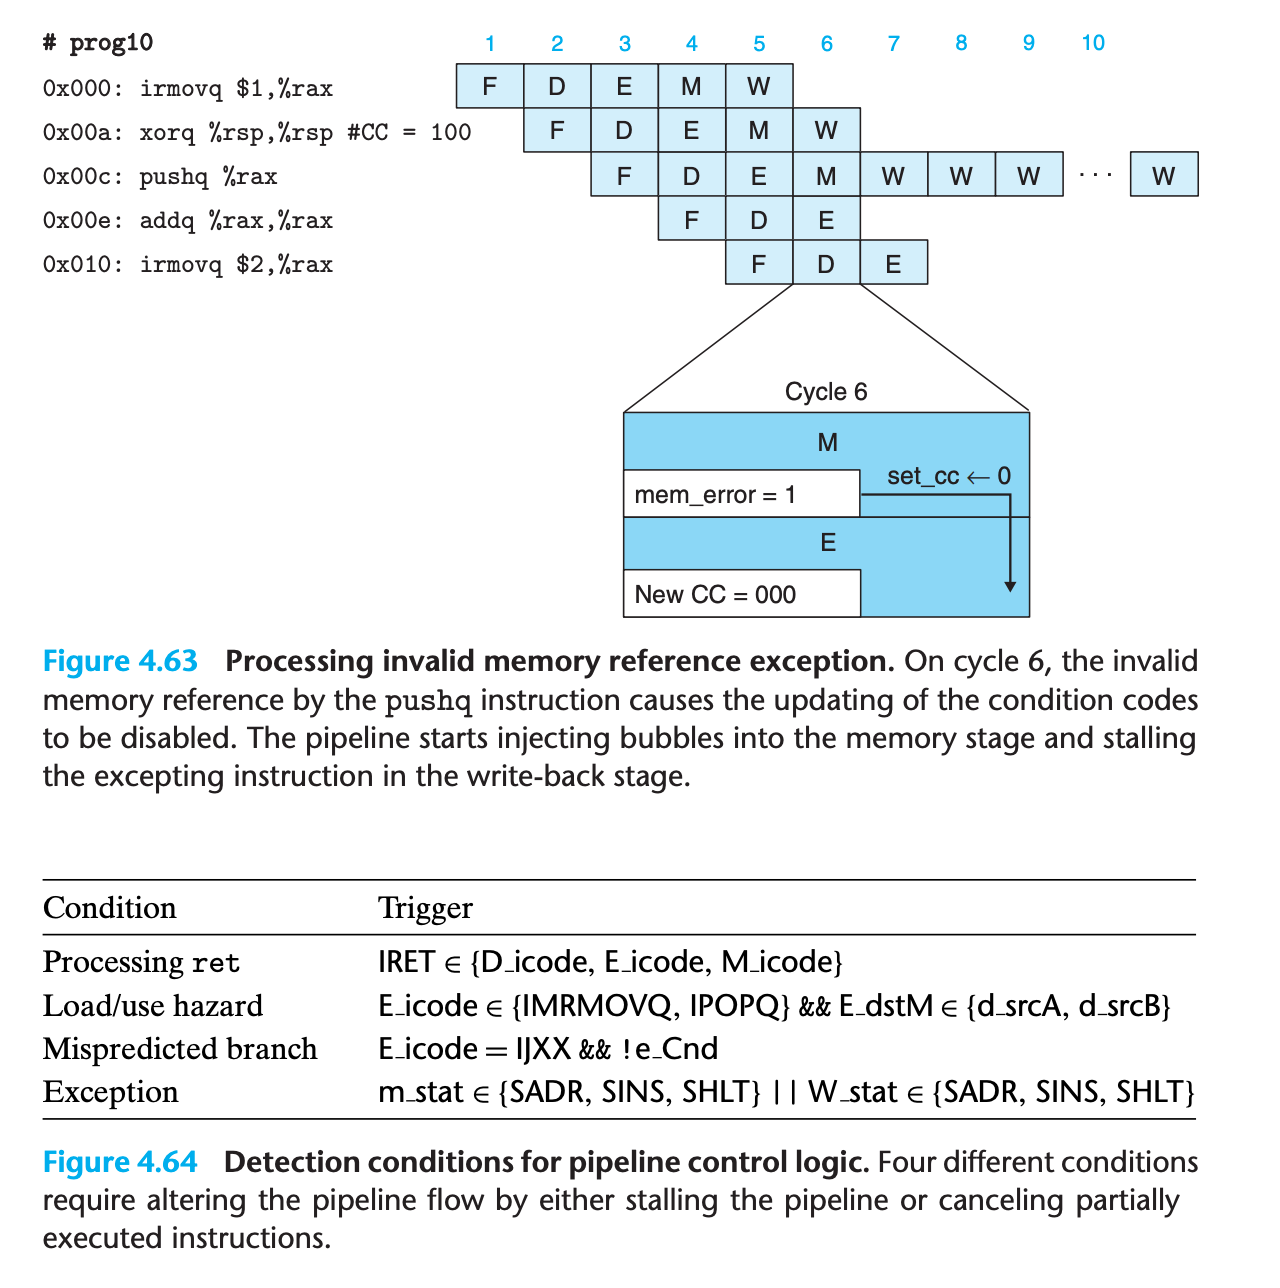 # prog10 1 2 3 4 5 6 7 8 9 10
0x000: irmovq $1,%rax F D E M W
0x00a: xorq %rsp,%rsp #CC = 100 F D E M W
0x00c: pushq %rax F D E M W W W ··· W
0x00e: addq %rax,%rax F D E
0x010: irmovq $2,%rax F D E
Cycle 6
M
set_cc ← 0
mem_error = 1
E
New CC = 000
Figure 4.63 Processing invalid memory reference exception. On cycle 6, the invalid
memory reference by the pushq instruction causes the updating of the condition codes
to be disabled. The pipeline starts injecting bubbles into the memory stage and stalling
the excepting instruction in the write-back stage.
Condition Trigger
Processing ret IRET ∈ {D_icode, E_icode, M_icode}
Load/use hazard E_icode ∈ {IMRMOVQ, IPOPQ} && E_dstM ∈ {d_srcA, d_srcB}
Mispredicted branch E_icode = IJXX && !e_Cnd
Exception m_stat ∈ {SADR, SINS, SHLT} || W_stat ∈ {SADR, SINS, SHLT}
Figure 4.64 Detection conditions for pipeline control logic. Four different conditions
require altering the pipeline flow by either stalling the pipeline or canceling partially
executed instructions.